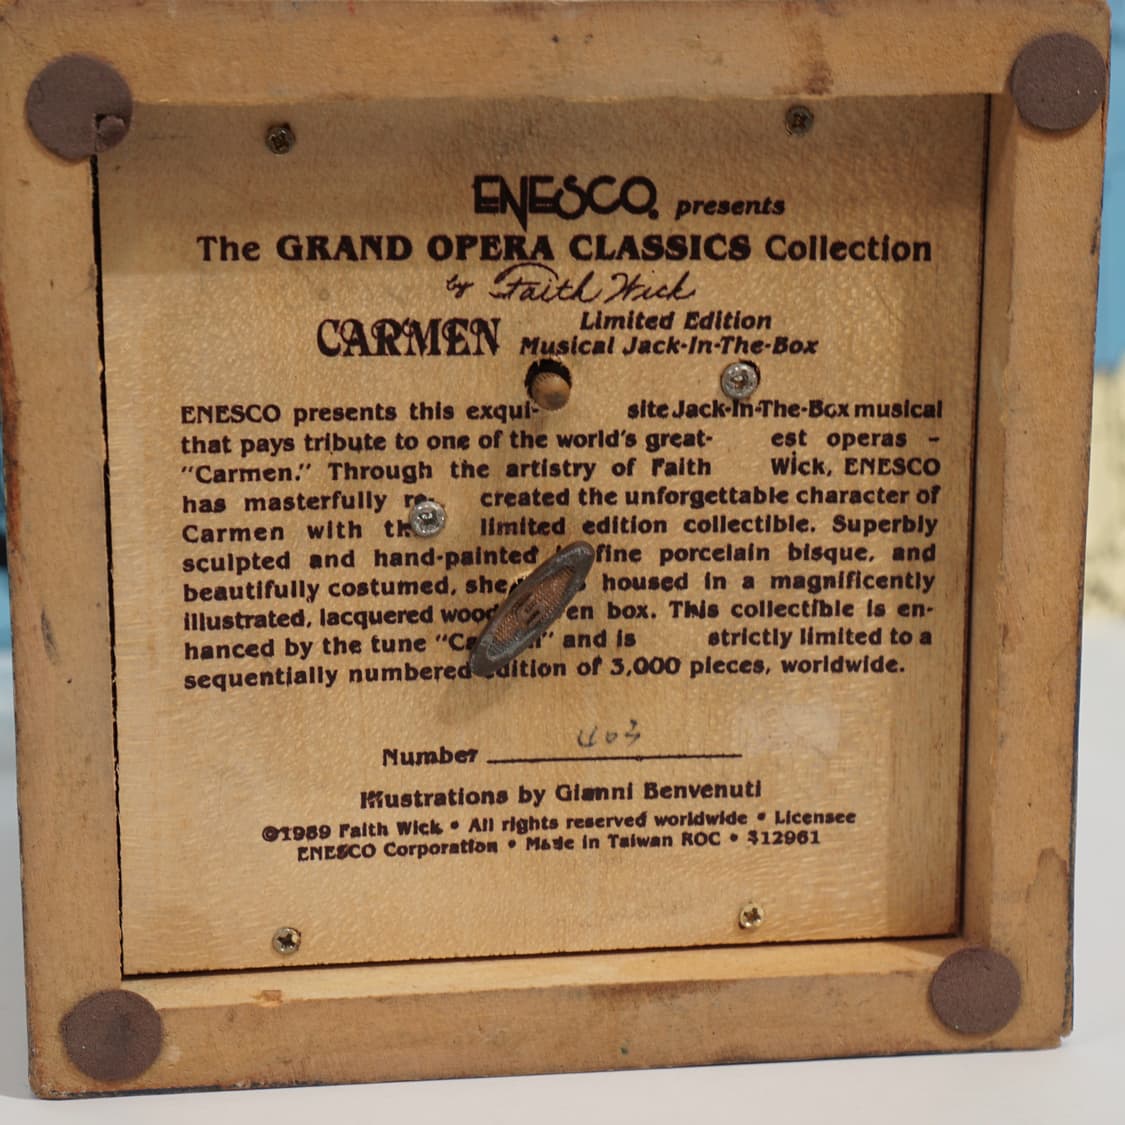 ENESCO. presents
The GRAND OPERA CLASSICS Collection
by Faith Wick
CARMEN Limited Edition
Musical Jack-In-The-Box
ENESCO presents this exqui- site Jack-In-The-Box musical
that pays tribute to one of the world's great- est operas –
"Carmen." Through the artistry of Faith Wick, ENESCO
has masterfully re- created the unforgettable character of
Carmen with limited edition collectible. Superbly
sculpted and hand-painted fine porcelain bisque, and
beautifully costumed, she housed in a magnificently
illustrated, lacquered wood en box. This collectible is en-
hanced by the tune and is strictly limited to a
sequentially numbered edition of 3,000 pieces, worldwide.
Number 403
Illustrations by Gianni Benvenuti
©1989 Faith Wick • All rights reserved worldwide • Licensee
ENESCO Corporation • Made in Taiwan ROC • $12961